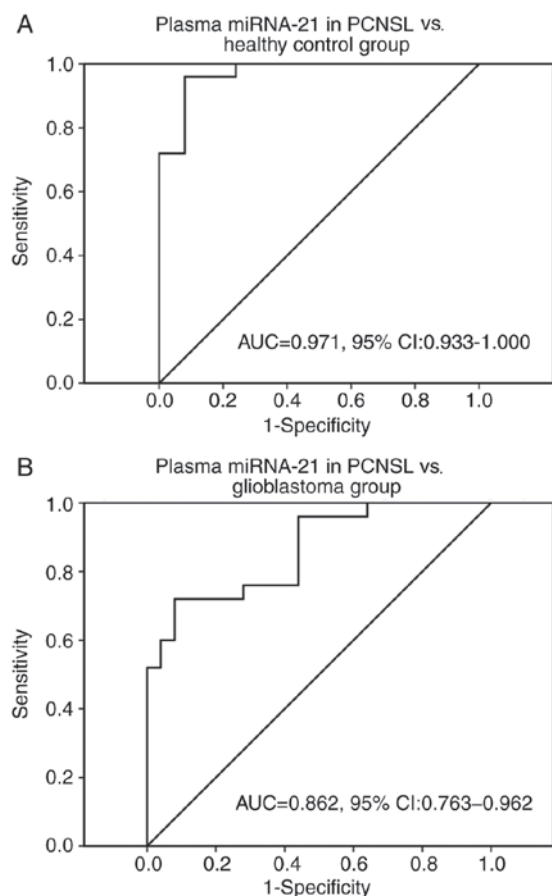 A
Plasma miRNA-21 in PCNSL vs.
healthy control group
1.0
0.8
0.6
0.4
0.2
0.0
Sensitivity
AUC=0.971, 95% CI:0.933-1.000
0.0 0.2 0.4 0.6 0.8 1.0
1-Specificity
B
Plasma miRNA-21 in PCNSL vs.
glioblastoma group
1.0
0.8
0.6
0.4
0.2
0.0
Sensitivity
AUC=0.862, 95% CI:0.763–0.962
0.0 0.2 0.4 0.6 0.8 1.0
1-Specificity